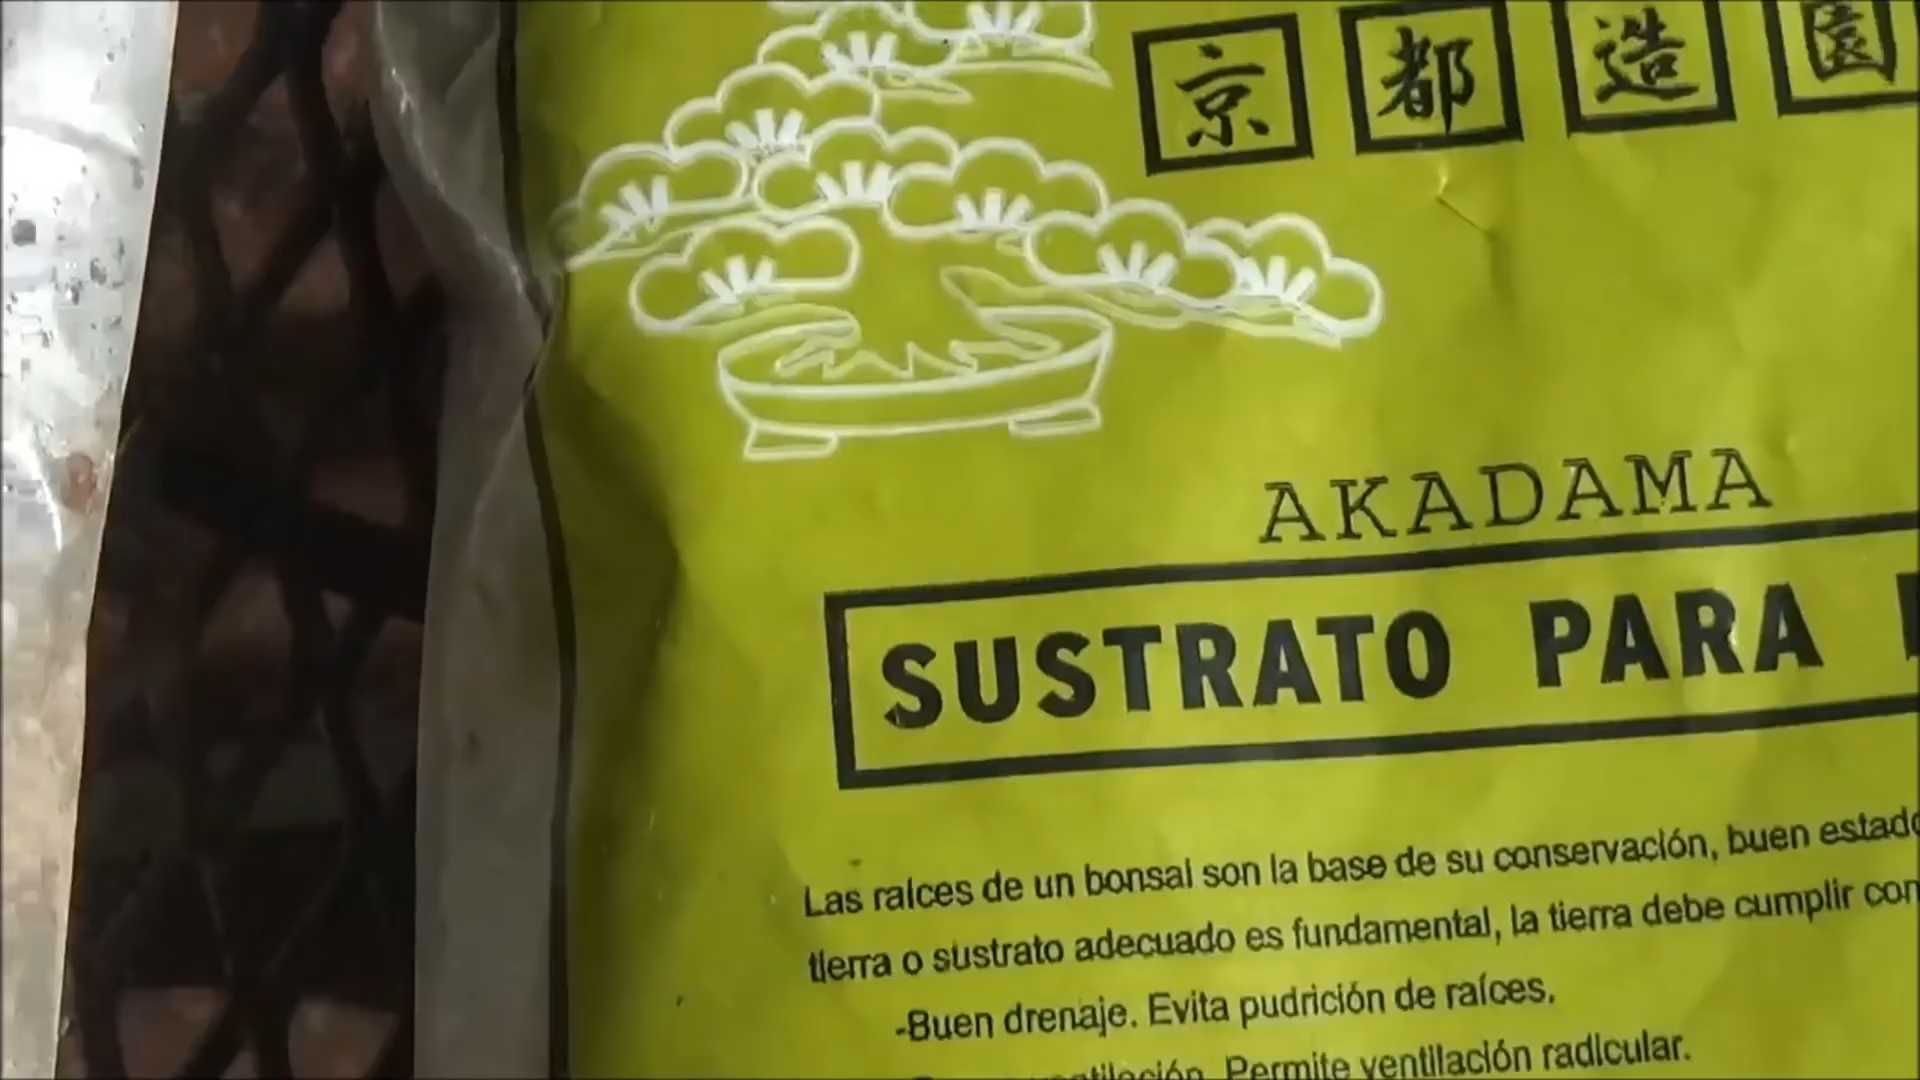 京都造園
AKADAMA
SUSTRATO PARA
Las raíces de un bonsai son la base de su conservación, buen estado
tierra o sustrato adecuado es fundamental, la tierra debe cumplir con
-Buen drenaje. Evita pudrición de raíces.
Permite ventilación radicular.